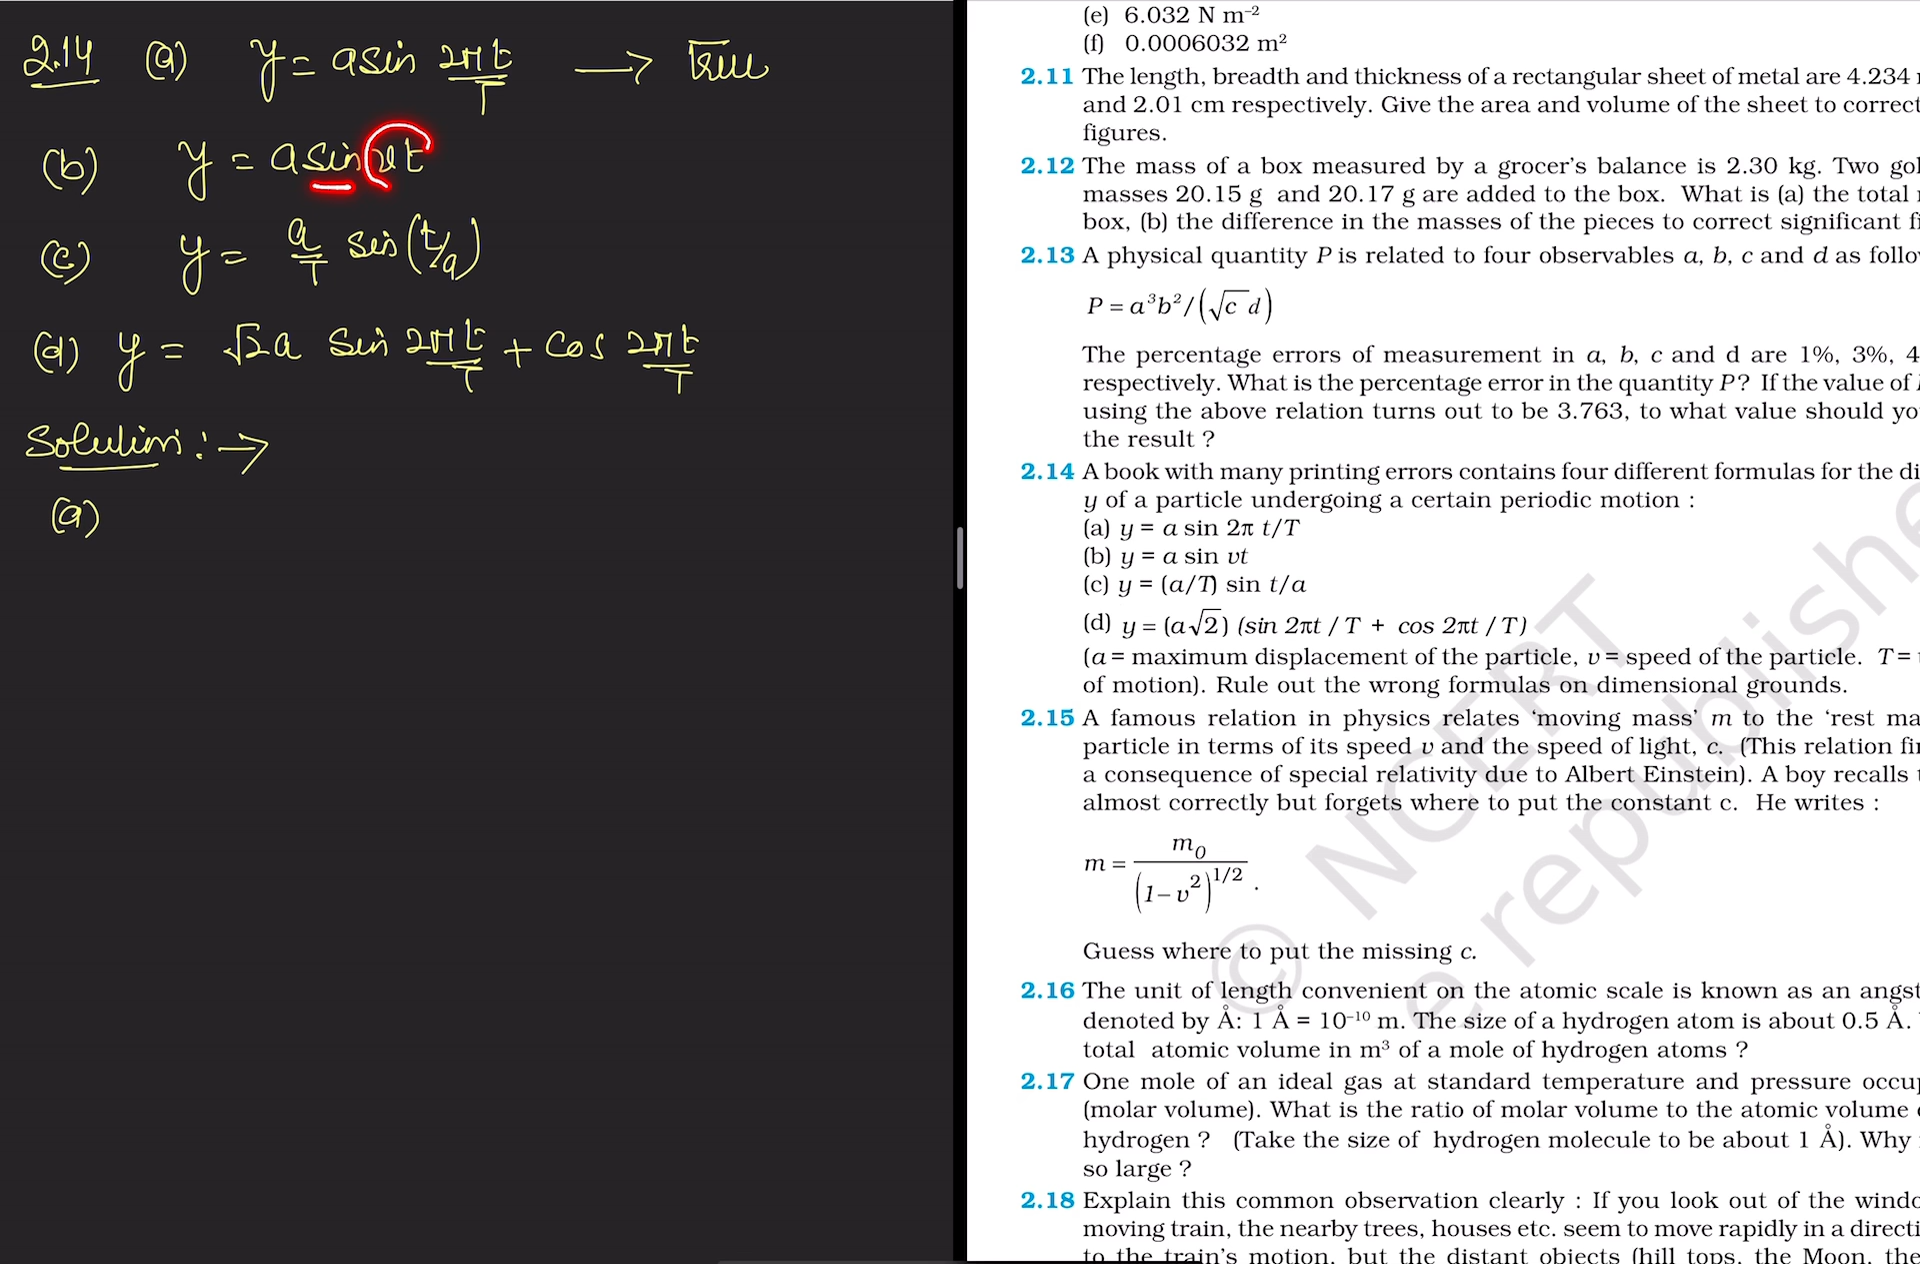 2.14 (a) y = a sin 2πt/T → True
(b) y = a sin vt
(c) y = a/T sin (t/a)
(d) y = √2a sin 2πt/T + cos 2πt/T
Solution :→
(a)
(e) 6.032 N m⁻²
(f) 0.0006032 m²
2.11 The length, breadth and thickness of a rectangular sheet of metal are 4.234
and 2.01 cm respectively. Give the area and volume of the sheet to correct
figures.
2.12 The mass of a box measured by a grocer's balance is 2.30 kg. Two
masses 20.15 g and 20.17 g are added to the box. What is (a) the total
box, (b) the difference in the masses of the pieces to correct significant
2.13 A physical quantity P is related to four observables a, b, c and d as
P = a³b²/(√c d)
The percentage errors of measurement in a, b, c and d are 1%, 3%, 4
respectively. What is the percentage error in the quantity P? If the value of
using the above relation turns out to be 3.763, to what value should
the result ?
2.14 A book with many printing errors contains four different formulas for the
y of a particle undergoing a certain periodic motion :
(a) y = a sin 2π t/T
(b) y = a sin vt
(c) y = (a/T) sin t/a
(d) y = (a√2) (sin 2πt / T + cos 2πt / T)
(a = maximum displacement of the particle, v = speed of the particle. T =
of motion). Rule out the wrong formulas on dimensional grounds.
2.15 A famous relation in physics relates 'moving mass' m to the 'rest
particle in terms of its speed v and the speed of light, c. (This relation
a consequence of special relativity due to Albert Einstein). A boy recalls
almost correctly but forgets where to put the constant c. He writes :
m = m₀ / (1 – v²)^1/2 .
Guess where to put the missing c.
2.16 The unit of length convenient on the atomic scale is known as an
denoted by Å: 1 Å = 10⁻¹⁰ m. The size of a hydrogen atom is about 0.5 Å.
total atomic volume in m³ of a mole of hydrogen atoms ?
2.17 One mole of an ideal gas at standard temperature and pressure
(molar volume). What is the ratio of molar volume to the atomic volume
hydrogen ? (Take the size of hydrogen molecule to be about 1 Å). Why
so large ?
2.18 Explain this common observation clearly : If you look out of the
moving train, the nearby trees, houses etc. seem to move rapidly in a
to the train's motion, but the distant objects (hill tops, the Moon, the
© NCERT
republishe